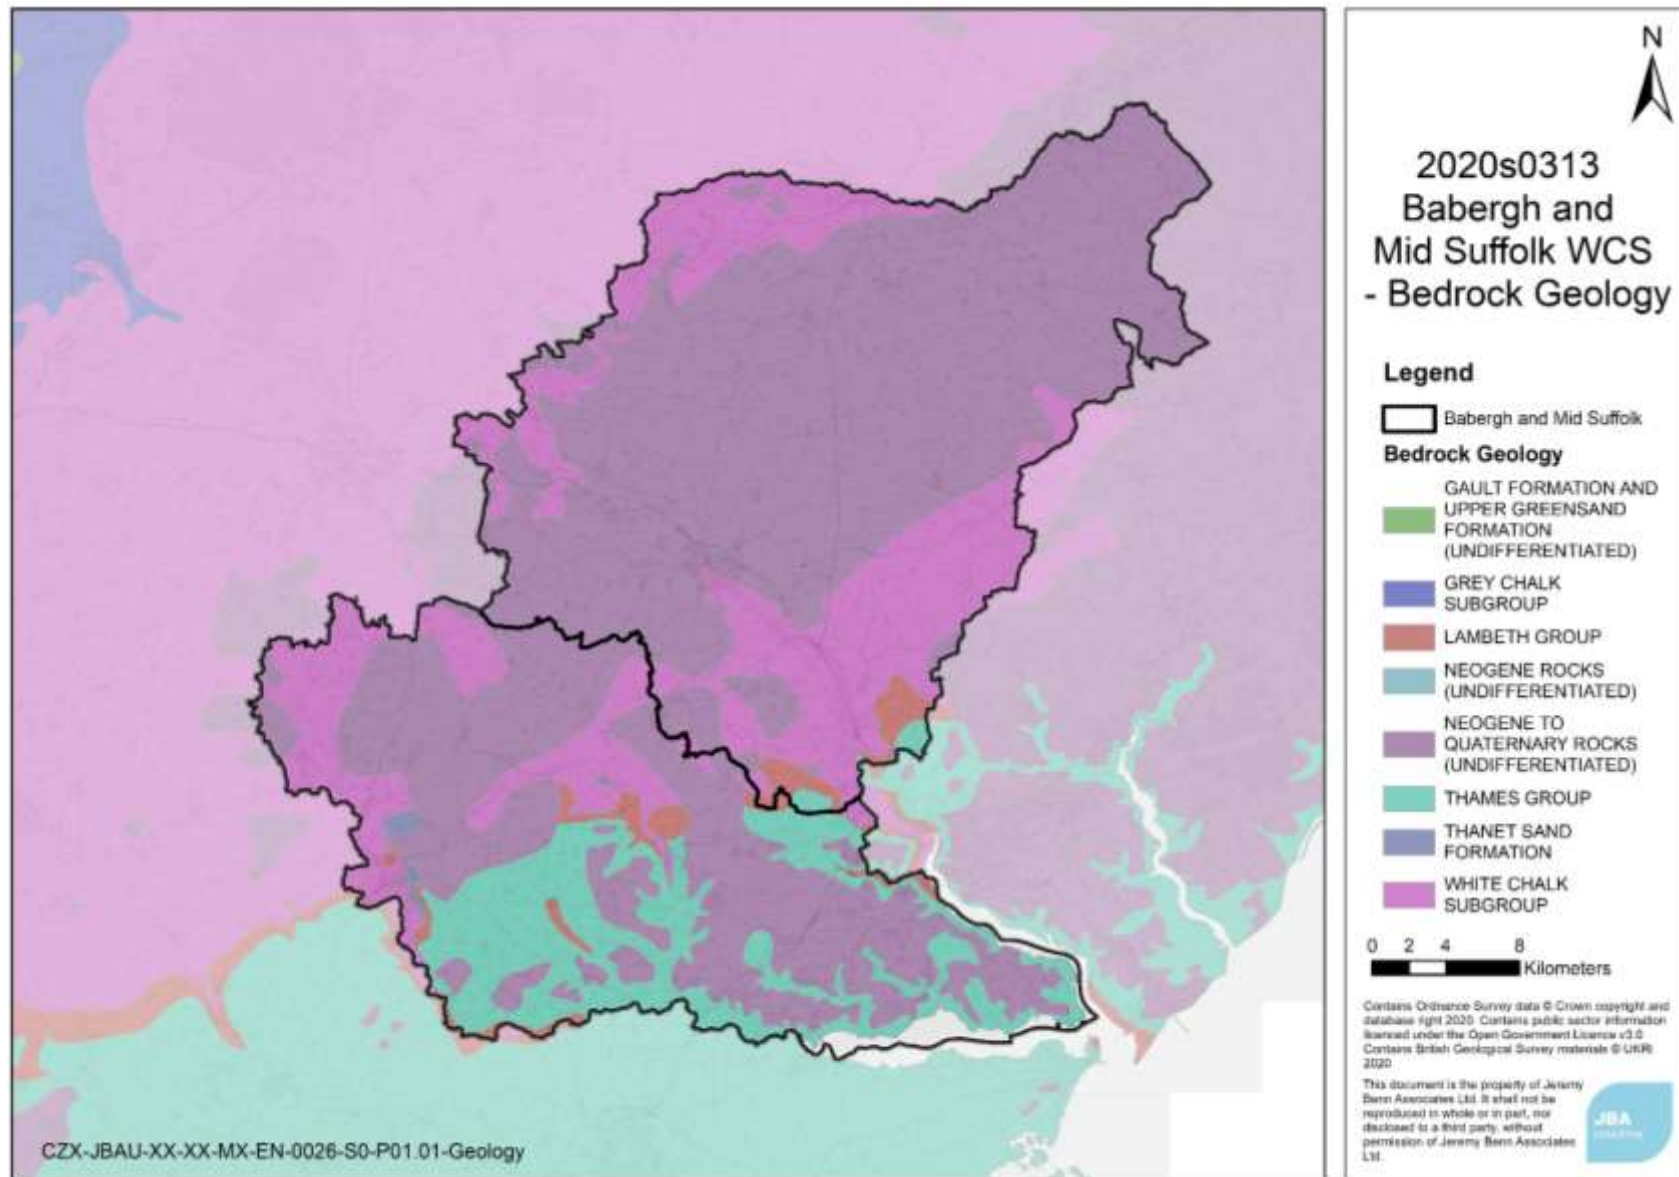 N
2020s0313
Babergh and
Mid Suffolk WCS
- Bedrock Geology
Legend
Babergh and Mid Suffolk
Bedrock Geology
GAULT FORMATION AND
UPPER GREENSAND
FORMATION
(UNDIFFERENTIATED)
GREY CHALK
SUBGROUP
LAMBETH GROUP
NEOGENE ROCKS
(UNDIFFERENTIATED)
NEOGENE TO
QUATERNARY ROCKS
(UNDIFFERENTIATED)
THAMES GROUP
THANET SAND
FORMATION
WHITE CHALK
SUBGROUP
0 2 4 8
Kilometers
Contains Ordnance Survey data © Crown copyright and
database right 2020. Contains public sector information
licensed under the Open Government Licence v3.0
Contains British Geological Survey materials © UKRI
2020
This document is the property of Jeremy
Benn Associates Ltd. It shall not be
reproduced in whole or in part, nor
disclosed to a third party, without
permission of Jeremy Benn Associates
Ltd.
JBA
CZX-JBAU-XX-XX-MX-EN-0026-S0-P01.01-Geology